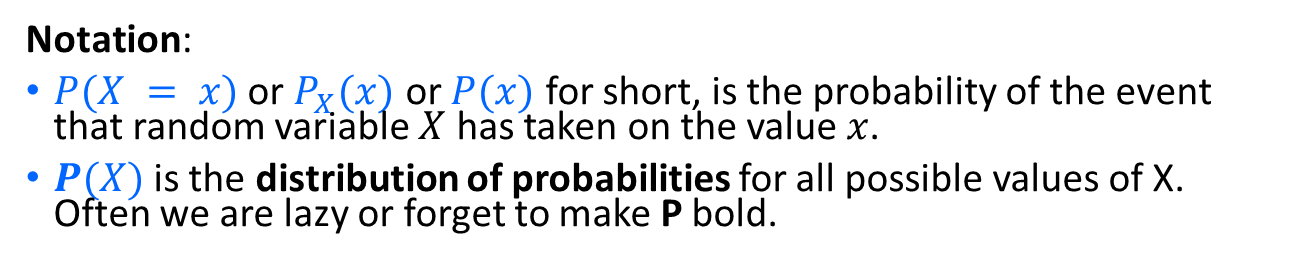 Notation:
• P(X = x) or Pₓ(x) or P(x) for short, is the probability of the event
that random variable X has taken on the value x.
• P(X) is the distribution of probabilities for all possible values of X.
Often we are lazy or forget to make P bold.